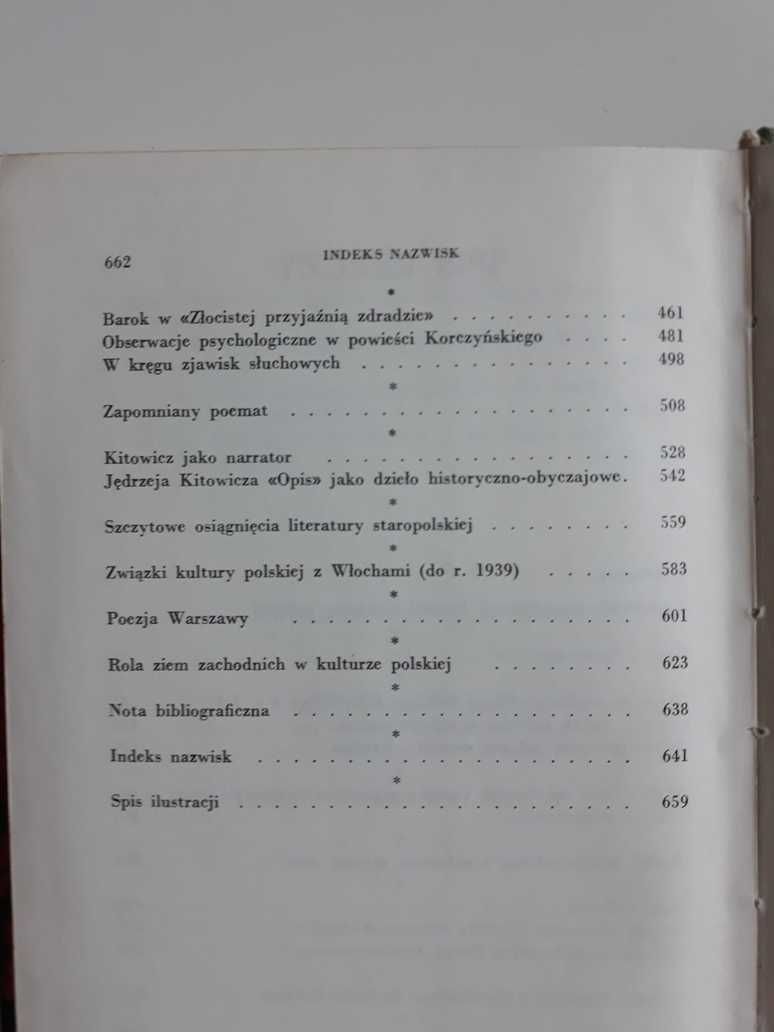 662
INDEKS NAZWISK
*
Barok w «Złocistej przyjaźnią zdradzie» . . . . . . . . . . 461
Obserwacje psychologiczne w powieści Korczyńskiego . . . . 481
W kręgu zjawisk słuchowych . . . . . . . . . . . . . . . 498
*
Zapomniany poemat . . . . . . . . . . . . . . . . . . . 508
*
Kitowicz jako narrator . . . . . . . . . . . . . . . . . 528
Jędrzeja Kitowicza «Opis» jako dzieło historyczno-obyczajowe. 542
*
Szczytowe osiągnięcia literatury staropolskiej . . . . . . . . 559
*
Związki kultury polskiej z Włochami (do r. 1939) . . . . . 583
*
Poezja Warszawy . . . . . . . . . . . . . . . . . . . 601
*
Rola ziem zachodnich w kulturze polskiej . . . . . . . . 623
*
Nota bibliograficzna . . . . . . . . . . . . . . . . . . . 638
*
Indeks nazwisk . . . . . . . . . . . . . . . . . . . . . 641
*
Spis ilustracji . . . . . . . . . . . . . . . . . . . . . . 659